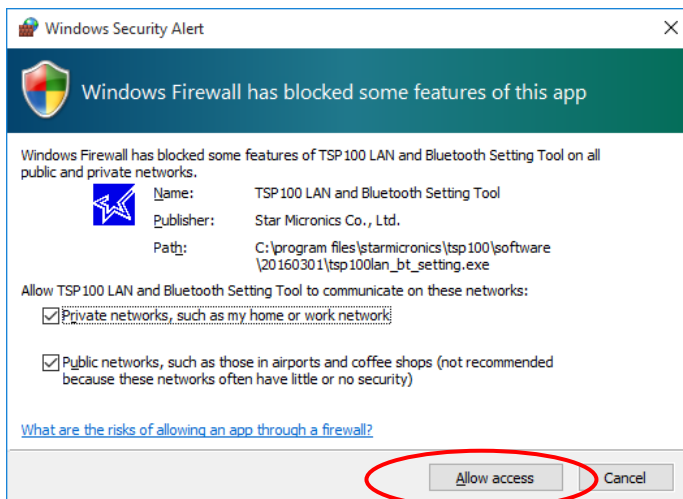 Windows Security Alert
Windows Firewall has blocked some features of this app
Windows Firewall has blocked some features of TSP100 LAN and Bluetooth Setting Tool on all
public and private networks.
Name: TSP100 LAN and Bluetooth Setting Tool
Publisher: Star Micronics Co., Ltd.
Path: C:\program files\starmicronics\tsp100\software
\20160301\tsp100lan_bt_setting.exe
Allow TSP100 LAN and Bluetooth Setting Tool to communicate on these networks:
Private networks, such as my home or work network
Public networks, such as those in airports and coffee shops (not recommended
because these networks often have little or no security)
What are the risks of allowing an app through a firewall?
Allow access Cancel